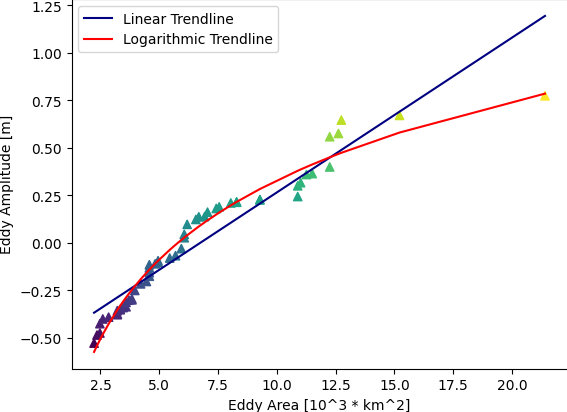 Linear Trendline
Logarithmic Trendline
1.25
1.00
0.75
0.50
0.25
0.00
−0.25
−0.50
Eddy Amplitude [m]
2.5 5.0 7.5 10.0 12.5 15.0 17.5 20.0
Eddy Area [10^3 * km^2]